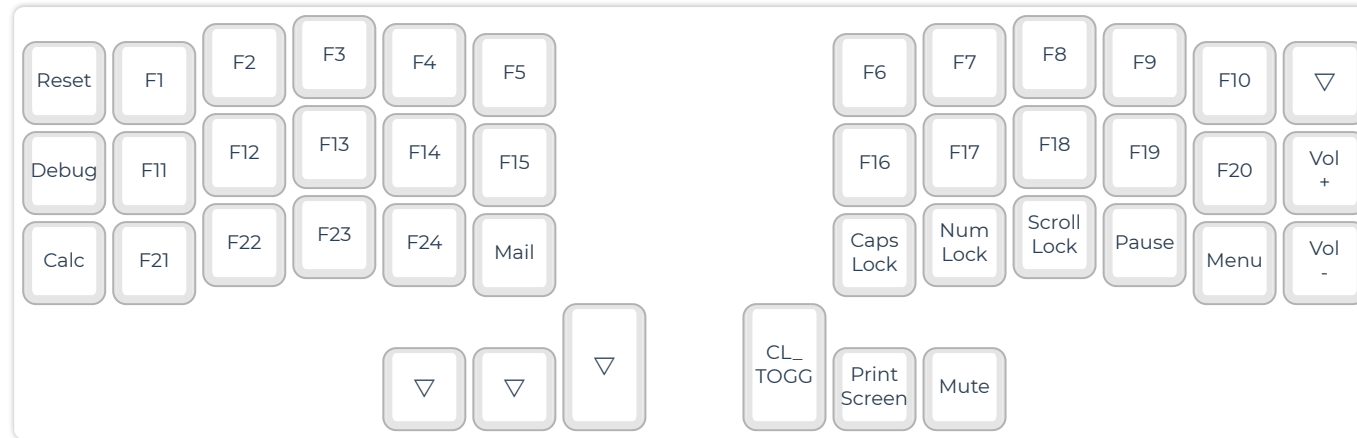 Reset F1 F2 F3 F4 F5 F6 F7 F8 F9 F10 ▽
Debug F11 F12 F13 F14 F15 F16 F17 F18 F19 F20 Vol
+
Calc F21 F22 F23 F24 Mail Caps
Lock Num
Lock Scroll
Lock Pause Menu Vol
-
▽ ▽ ▽ CL_
TOGG Print
Screen Mute